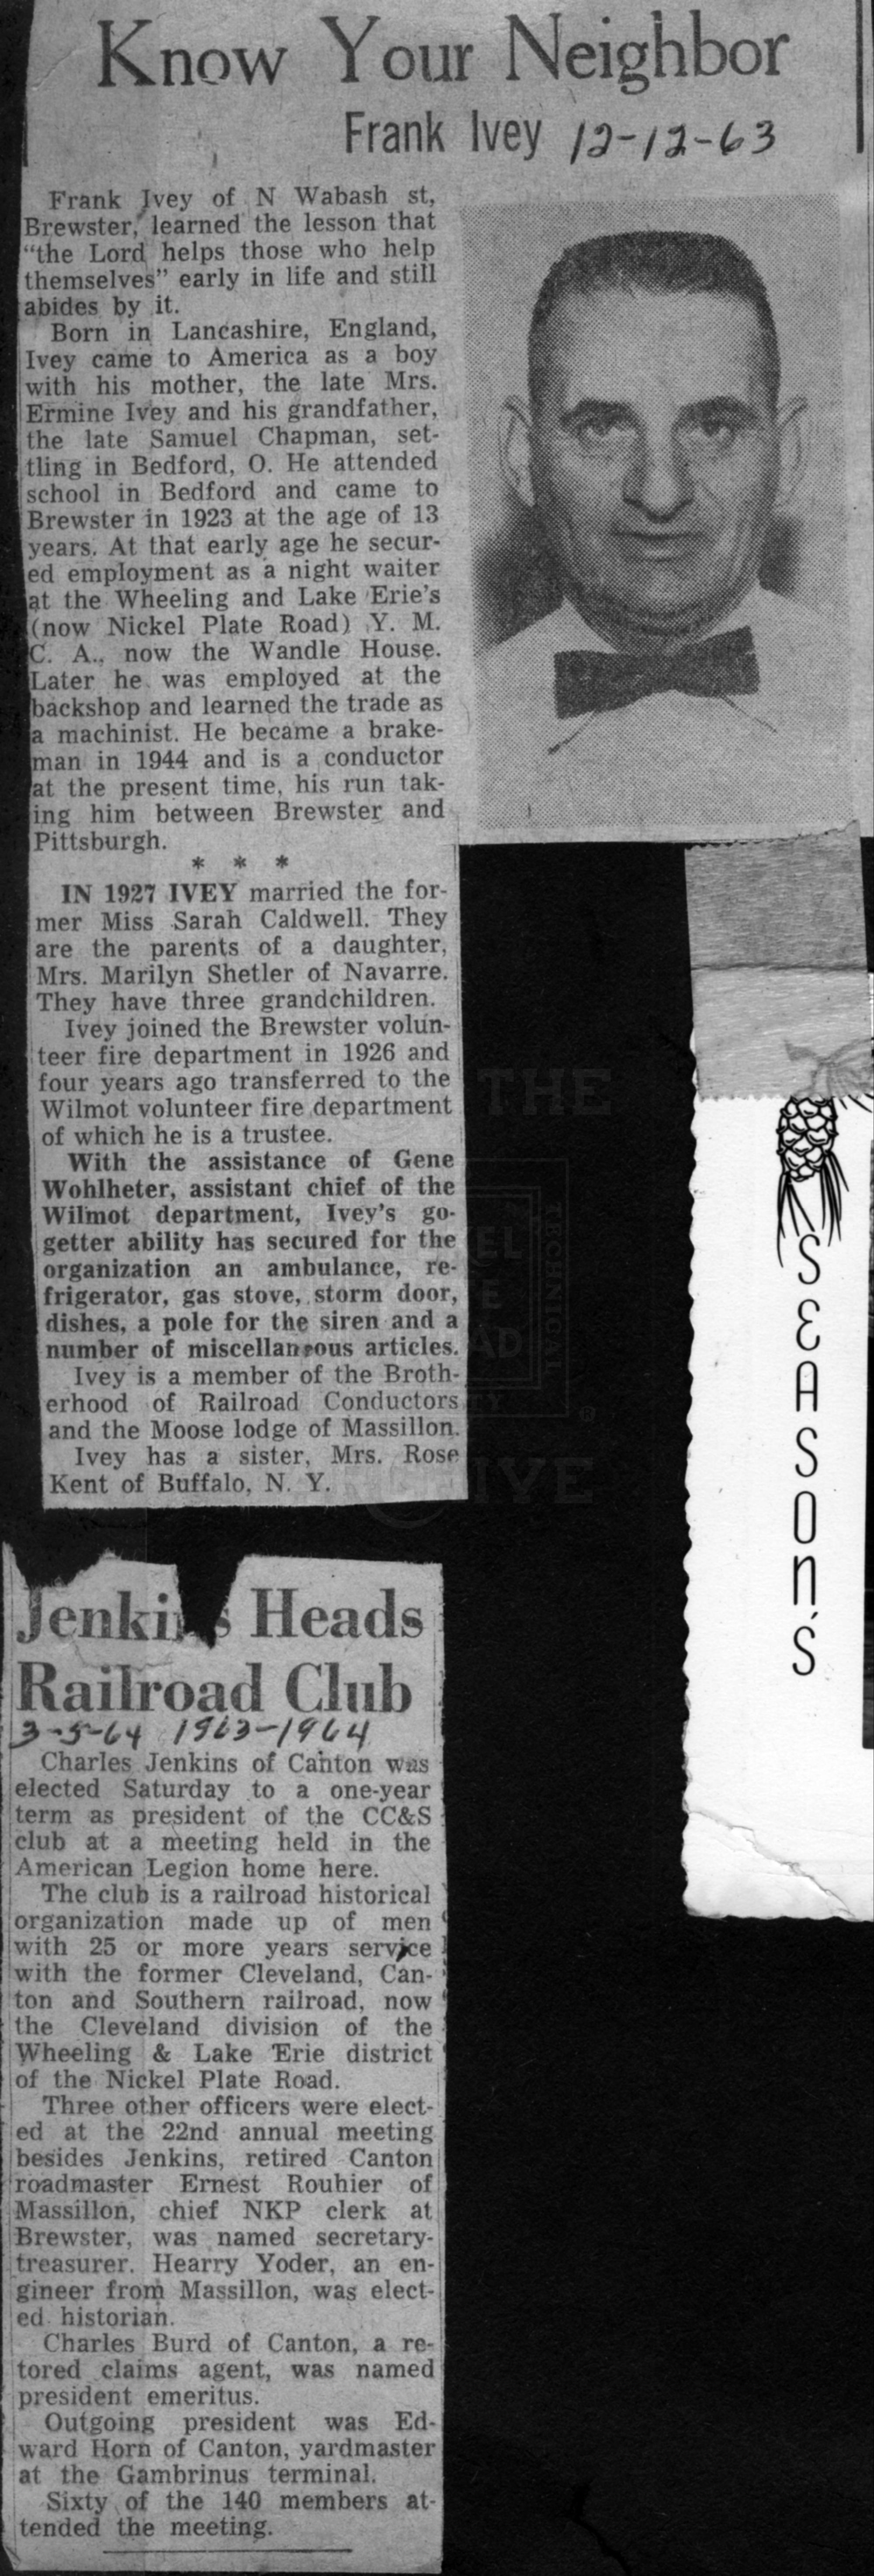 Know Your Neighbor
Frank Ivey 12-12-63
Frank Ivey of N Wabash st,
Brewster, learned the lesson that
“the Lord helps those who help
themselves” early in life and still
abides by it.
Born in Lancashire, England,
Ivey came to America as a boy
with his mother, the late Mrs.
Ermine Ivey and his grandfather,
the late Samuel Chapman, set-
tling in Bedford, O. He attended
school in Bedford and came to
Brewster in 1923 at the age of 13
years. At that early age he secur-
ed employment as a night waiter
at the Wheeling and Lake Erie's
(now Nickel Plate Road) Y. M.
C. A., now the Wandle House.
Later he was employed at the
backshop and learned the trade as
a machinist. He became a brake-
man in 1944 and is a conductor
at the present time, his run tak-
ing him between Brewster and
Pittsburgh.
* * *
IN 1927 IVEY married the for-
mer Miss Sarah Caldwell. They
are the parents of a daughter,
Mrs. Marilyn Shetler of Navarre.
They have three grandchildren.
Ivey joined the Brewster volun-
teer fire department in 1926 and
four years ago transferred to the
Wilmot volunteer fire department
of which he is a trustee.
With the assistance of Gene
Wohlheter, assistant chief of the
Wilmot department, Ivey's go-
getter ability has secured for the
organization an ambulance, re-
frigerator, gas stove, storm door,
dishes, a pole for the siren and a
number of miscellaneous articles.
Ivey is a member of the Broth-
erhood of Railroad Conductors
and the Moose lodge of Massillon.
Ivey has a sister, Mrs. Rose
Kent of Buffalo, N. Y.
THE
TECHNICAL
SEASON'S
Jenkins Heads
Railroad Club
3-5-64 1963-1964
Charles Jenkins of Canton was
elected Saturday to a one-year
term as president of the CC&S
club at a meeting held in the
American Legion home here.
The club is a railroad historical
organization made up of men
with 25 or more years service
with the former Cleveland, Can-
ton and Southern railroad, now
the Cleveland division of the
Wheeling & Lake Erie district
of the Nickel Plate Road.
Three other officers were elect-
ed at the 22nd annual meeting
besides Jenkins, retired Canton
roadmaster Ernest Rouhier of
Massillon, chief NKP clerk at
Brewster, was named secretary-
treasurer. Hearry Yoder, an en-
gineer from Massillon, was elect-
ed historian.
Charles Burd of Canton, a re-
tored claims agent, was named
president emeritus.
Outgoing president was Ed-
ward Horn of Canton, yardmaster
at the Gambrinus terminal.
Sixty of the 140 members at-
tended the meeting.